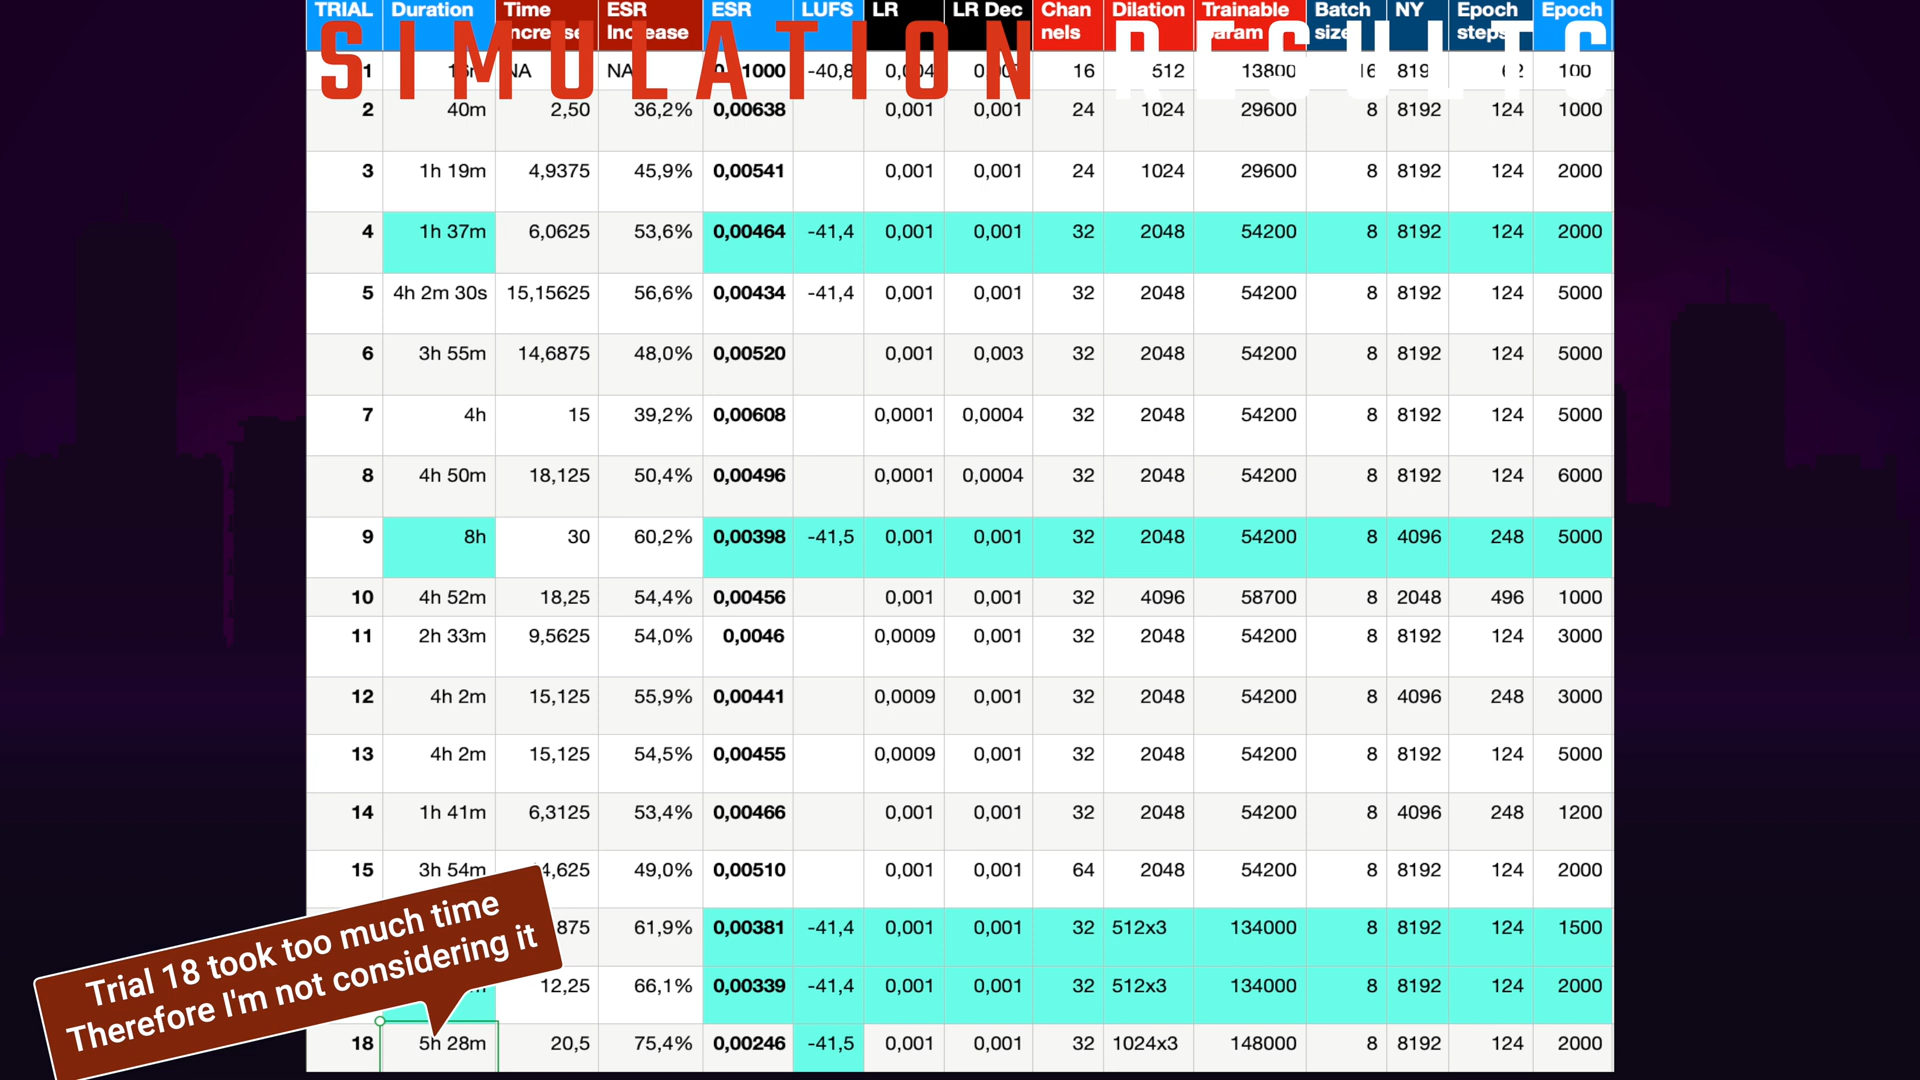 TRIAL Duration Time Increase ESR Increase ESR LUFS LR LR Dec Chan nels Dilation Trainable param Batch size NY Epoch steps Epoch
SIMULATION RESULTS
1 NA NA -40,8 16 512 13800 16 100
2 40m 2,50 36,2% 0,00638 0,001 0,001 24 1024 29600 8 8192 124 1000
3 1h 19m 4,9375 45,9% 0,00541 0,001 0,001 24 1024 29600 8 8192 124 2000
4 1h 37m 6,0625 53,6% 0,00464 -41,4 0,001 0,001 32 2048 54200 8 8192 124 2000
5 4h 2m 30s 15,15625 56,6% 0,00434 -41,4 0,001 0,001 32 2048 54200 8 8192 124 5000
6 3h 55m 14,6875 48,0% 0,00520 0,001 0,003 32 2048 54200 8 8192 124 5000
7 4h 15 39,2% 0,00608 0,0001 0,0004 32 2048 54200 8 8192 124 5000
8 4h 50m 18,125 50,4% 0,00496 0,0001 0,0004 32 2048 54200 8 8192 124 6000
9 8h 30 60,2% 0,00398 -41,5 0,001 0,001 32 2048 54200 8 4096 248 5000
10 4h 52m 18,25 54,4% 0,00456 0,001 0,001 32 4096 58700 8 2048 496 1000
11 2h 33m 9,5625 54,0% 0,0046 0,0009 0,001 32 2048 54200 8 8192 124 3000
12 4h 2m 15,125 55,9% 0,00441 0,0009 0,001 32 2048 54200 8 4096 248 3000
13 4h 2m 15,125 54,5% 0,00455 0,0009 0,001 32 2048 54200 8 8192 124 5000
14 1h 41m 6,3125 53,4% 0,00466 0,001 0,001 32 2048 54200 8 4096 248 1200
15 3h 54m 4,625 49,0% 0,00510 0,001 0,001 64 2048 54200 8 8192 124 2000
875 61,9% 0,00381 -41,4 0,001 0,001 32 512x3 134000 8 8192 124 1500
12,25 66,1% 0,00339 -41,4 0,001 0,001 32 512x3 134000 8 8192 124 2000
18 5h 28m 20,5 75,4% 0,00246 -41,5 0,001 0,001 32 1024x3 148000 8 8192 124 2000
Trial 18 took too much time
Therefore I'm not considering it